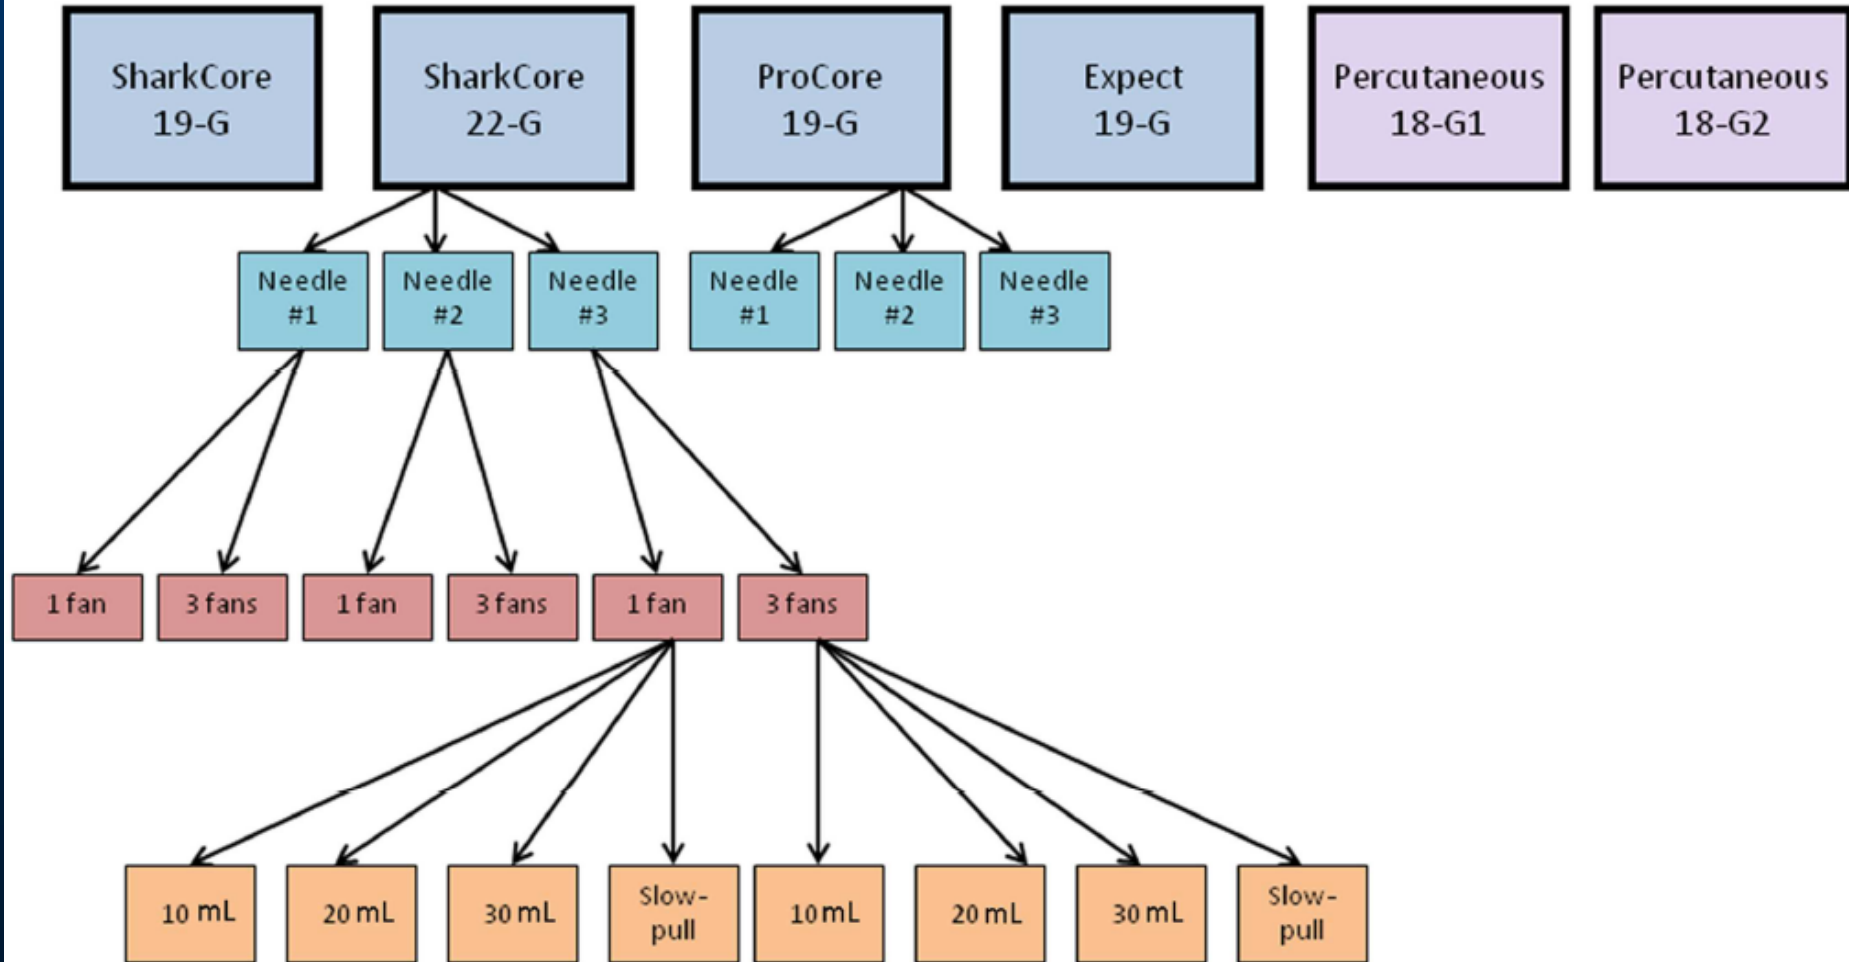 SharkCore
19-G
SharkCore
22-G
ProCore
19-G
Expect
19-G
Percutaneous
18-G1
Percutaneous
18-G2
Needle
#1
Needle
#2
Needle
#3
Needle
#1
Needle
#2
Needle
#3
1 fan
3 fans
1 fan
3 fans
1 fan
3 fans
10 mL
20 mL
30 mL
Slow-
pull
10 mL
20 mL
30 mL
Slow-
pull